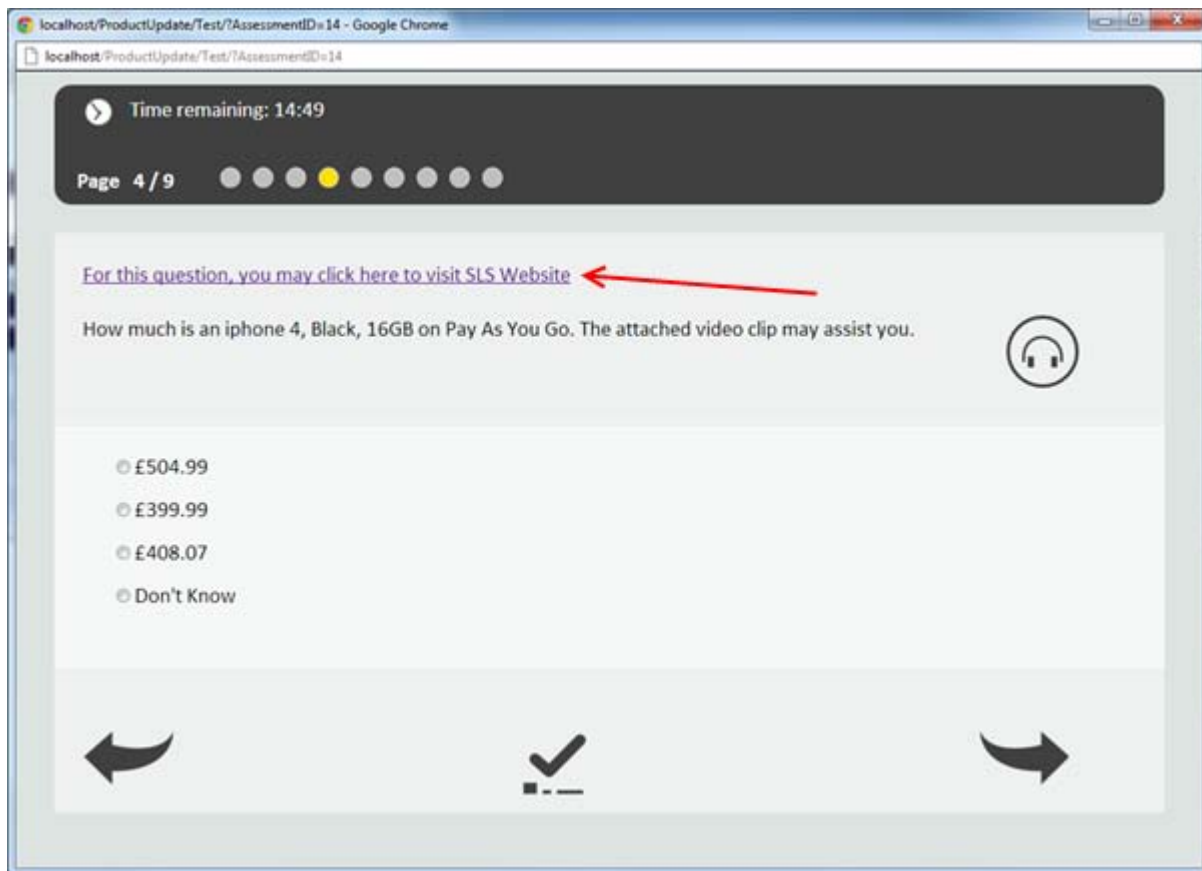 localhost/ProductUpdate/Test/?AssessmentID=14 - Google Chrome
localhost/ProductUpdate/Test/?AssessmentID=14
Time remaining: 14:49
Page 4 / 9
For this question, you may click here to visit SLS Website
How much is an iphone 4, Black, 16GB on Pay As You Go. The attached video clip may assist you.
£504.99
£399.99
£408.07
Don't Know